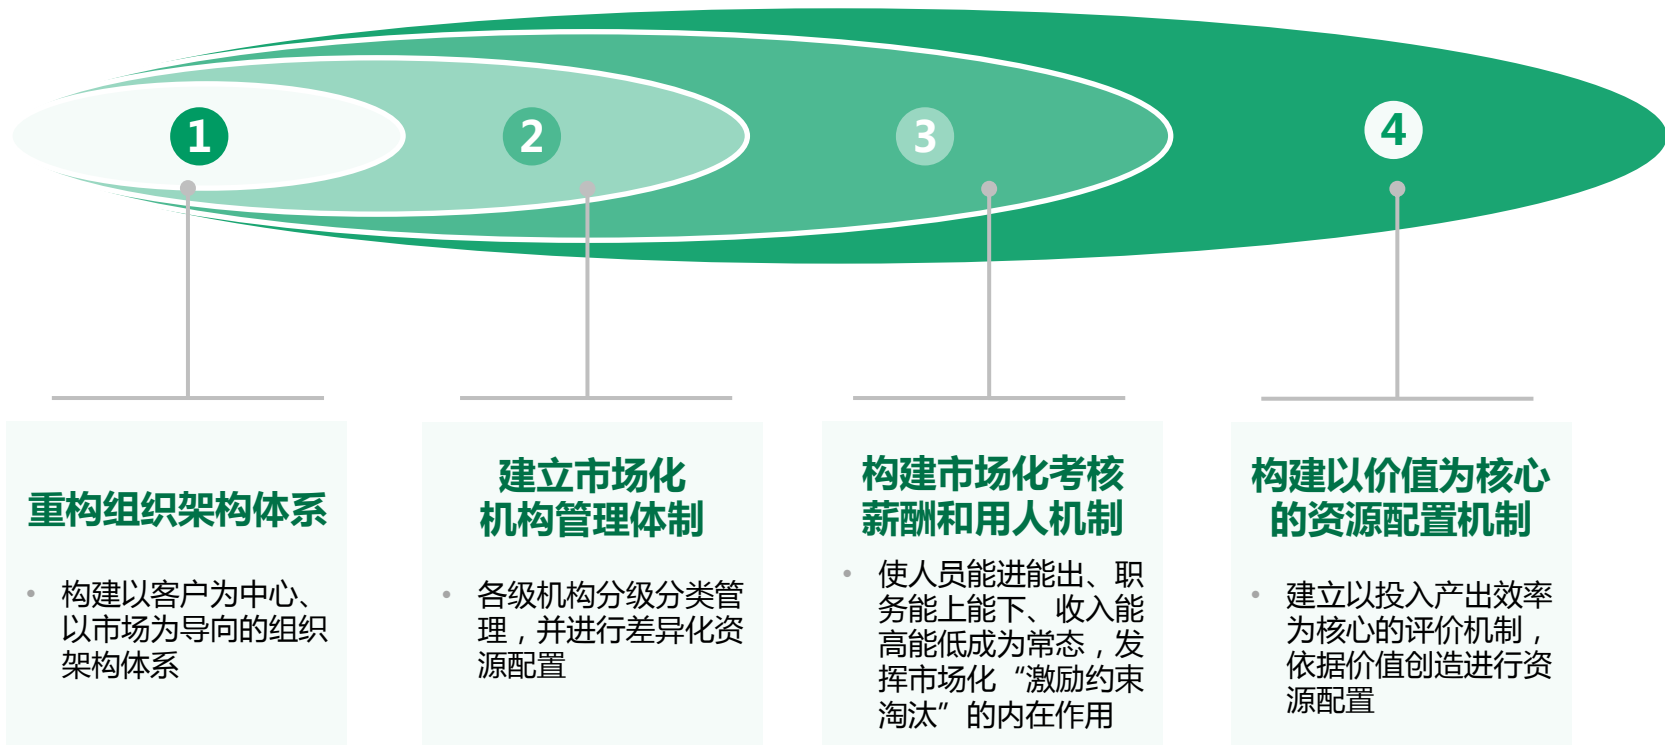 1
2
3
4
重构组织架构体系
• 构建以客户为中心、
以市场为导向的组织
架构体系
建立市场化
机构管理体制
• 各级机构分级分类管
理，并进行差异化资
源配置
构建市场化考核
薪酬和用人机制
• 使人员能进能出、职
务能上能下、收入能
高能低成为常态，发
挥市场化“激励约束
淘汰”的内在作用
构建以价值为核心
的资源配置机制
• 建立以投入产出效率
为核心的评价机制，
依据价值创造进行资
源配置